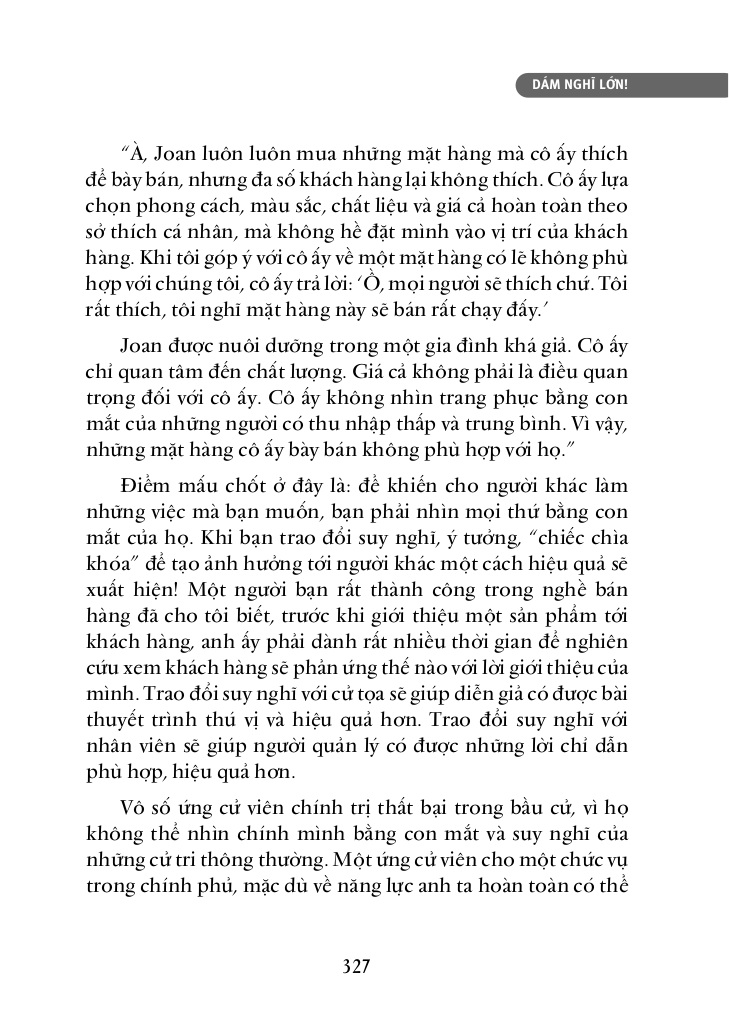 DÁM NGHĨ LỚN!
“À, Joan luôn luôn mua những mặt hàng mà cô ấy thích
để bày bán, nhưng đa số khách hàng lại không thích. Cô ấy lựa
chọn phong cách, màu sắc, chất liệu và giá cả hoàn toàn theo
sở thích cá nhân, mà không hề đặt mình vào vị trí của khách
hàng. Khi tôi góp ý với cô ấy về một mặt hàng có lẽ không phù
hợp với chúng tôi, cô ấy trả lời: ‘Ồ, mọi người sẽ thích chứ. Tôi
rất thích, tôi nghĩ mặt hàng này sẽ bán rất chạy đấy.’
Joan được nuôi dưỡng trong một gia đình khá giả. Cô ấy
chỉ quan tâm đến chất lượng. Giá cả không phải là điều quan
trọng đối với cô ấy. Cô ấy không nhìn trang phục bằng con
mắt của những người có thu nhập thấp và trung bình. Vì vậy,
những mặt hàng cô ấy bày bán không phù hợp với họ.”
Điểm mấu chốt ở đây là: để khiến cho người khác làm
những việc mà bạn muốn, bạn phải nhìn mọi thứ bằng con
mắt của họ. Khi bạn trao đổi suy nghĩ, ý tưởng, “chiếc chìa
khóa” để tạo ảnh hưởng tới người khác một cách hiệu quả sẽ
xuất hiện! Một người bạn rất thành công trong nghề bán
hàng đã cho tôi biết, trước khi giới thiệu một sản phẩm tới
khách hàng, anh ấy phải dành rất nhiều thời gian để nghiên
cứu xem khách hàng sẽ phản ứng thế nào với lời giới thiệu của
mình. Trao đổi suy nghĩ với cử tọa sẽ giúp diễn giả có được bài
thuyết trình thú vị và hiệu quả hơn. Trao đổi suy nghĩ với
nhân viên sẽ giúp người quản lý có được những lời chỉ dẫn
phù hợp, hiệu quả hơn.
Vô số ứng cử viên chính trị thất bại trong bầu cử, vì họ
không thể nhìn chính mình bằng con mắt và suy nghĩ của
những cử tri thông thường. Một ứng cử viên cho một chức vụ
trong chính phủ, mặc dù về năng lực anh ta hoàn toàn có thể
327